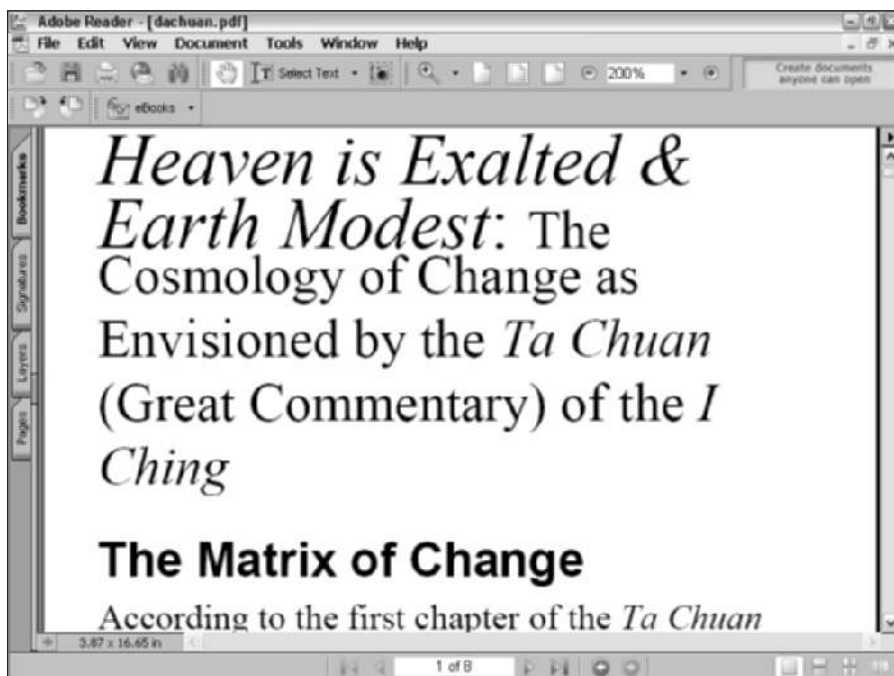 Adobe Reader - [dachuan.pdf]
File Edit View Document Tools Window Help
Select Text 200% Create documents
anyone can open
eBooks
Bookmarks
Signatures
Layers
Pages
Heaven is Exalted &
Earth Modest: The
Cosmology of Change as
Envisioned by the Ta Chuan
(Great Commentary) of the I
Ching
The Matrix of Change
According to the first chapter of the Ta Chuan
3.87 x 16.65 in
1 of 8